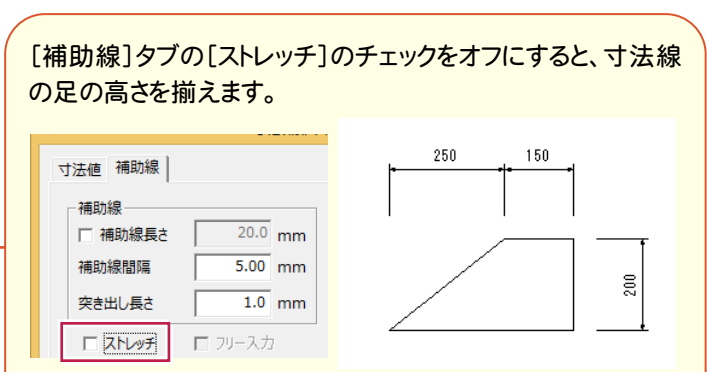 [補助線]タブの[ストレッチ]のチェックをオフにすると、寸法線
の足の高さを揃えます。
寸法値 補助線
補助線
補助線長さ 20.0 mm
補助線間隔 5.00 mm
突き出し長さ 1.0 mm
ストレッチ フリー入力
250 150
200